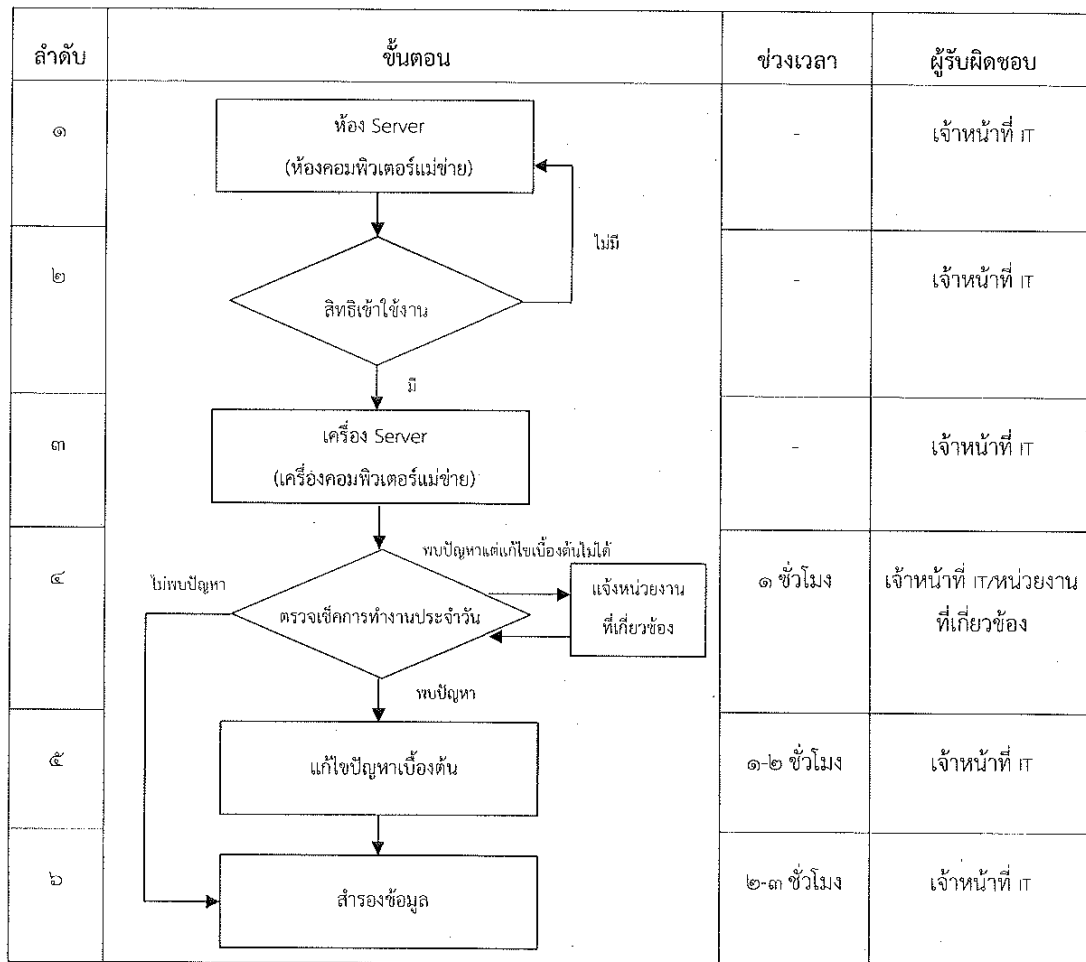 ลำดับ ขั้นตอน ช่วงเวลา ผู้รับผิดชอบ
๑ ห้อง Server - เจ้าหน้าที่ IT
(ห้องคอมพิวเตอร์แม่ข่าย)
ไม่มี
๒ สิทธิเข้าใช้งาน - เจ้าหน้าที่ IT
มี
๓ เครื่อง Server - เจ้าหน้าที่ IT
(เครื่องคอมพิวเตอร์แม่ข่าย)
พบปัญหาแต่แก้ไขเบื้องต้นไม่ได้
๔ ไม่พบปัญหา แจ้งหน่วยงาน ๑ ชั่วโมง เจ้าหน้าที่ IT/หน่วยงาน
ตรวจเช็คการทำงานประจำวัน ที่เกี่ยวข้อง ที่เกี่ยวข้อง
พบปัญหา
๕ แก้ไขปัญหาเบื้องต้น ๑-๒ ชั่วโมง เจ้าหน้าที่ IT
๖ สำรองข้อมูล ๒-๓ ชั่วโมง เจ้าหน้าที่ IT